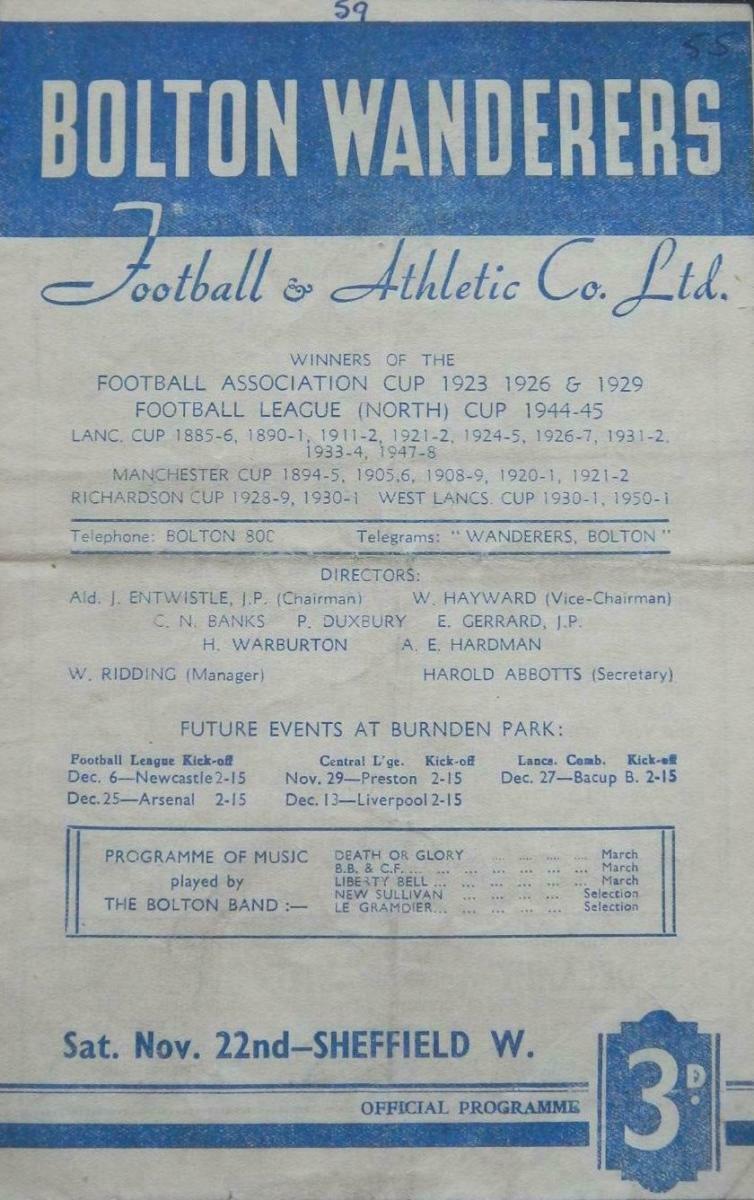 59
55
BOLTON WANDERERS
Football & Athletic Co. Ltd.
WINNERS OF THE
FOOTBALL ASSOCIATION CUP 1923 1926 & 1929
FOOTBALL LEAGUE (NORTH) CUP 1944-45
LANC. CUP 1885-6, 1890-1, 1911-2, 1921-2, 1924-5, 1926-7, 1931-2,
1933-4, 1947-8
MANCHESTER CUP 1894-5, 1905,6, 1908-9, 1920-1, 1921-2
RICHARDSON CUP 1928-9, 1930-1 WEST LANCS. CUP 1930-1, 1950-1
Telephone: BOLTON 800 Telegrams: "WANDERERS, BOLTON"
DIRECTORS:
Ald. J. ENTWISTLE, J.P. (Chairman) W. HAYWARD (Vice-Chairman)
C. N. BANKS P. DUXBURY E. GERRARD, J.P.
H. WARBURTON A. E. HARDMAN
W. RIDDING (Manager) HAROLD ABBOTTS (Secretary)
FUTURE EVENTS AT BURNDEN PARK:
Football League Kick-off Central L'ge. Kick-off Lancs. Comb. Kick-off
Dec. 6—Newcastle 2-15 Nov. 29—Preston 2-15 Dec. 27—Bacup B. 2-15
Dec. 25—Arsenal 2-15 Dec. 13—Liverpool 2-15
PROGRAMME OF MUSIC
played by
THE BOLTON BAND :—
DEATH OR GLORY ... ... ... ... March
B.B. & C.F. ... ... ... ... ... ... March
LIBERTY BELL ... ... ... ... ... March
NEW SULLIVAN ... ... ... ... Selection
LE GRAMDIER... ... ... ... ... Selection
Sat. Nov. 22nd—SHEFFIELD W.
OFFICIAL PROGRAMME
3D.